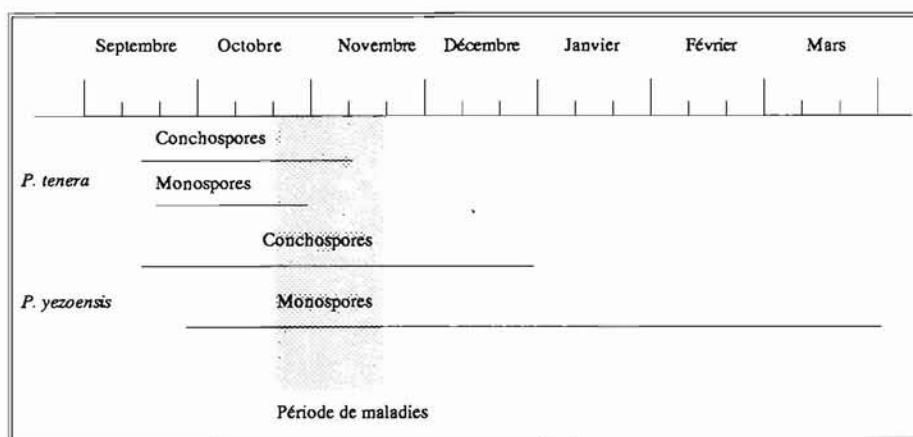 Septembre Octobre Novembre Décembre Janvier Février Mars
Conchospores
P. tenera
Monospores
Conchospores
P. yezoensis
Monospores
Période de maladies